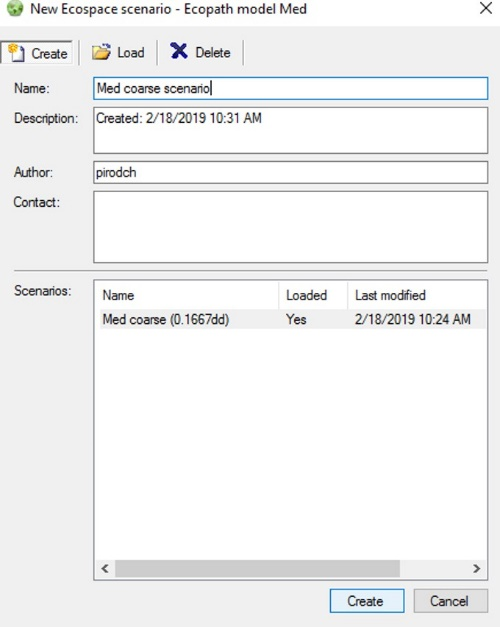 New Ecospace scenario - Ecopath model Med
Create Load Delete
Name: Med coarse scenario
Description: Created: 2/18/2019 10:31 AM
Author: pirodch
Contact:
Scenarios: Name Loaded Last modified
Med coarse (0.1667dd) Yes 2/18/2019 10:24 AM
Create Cancel